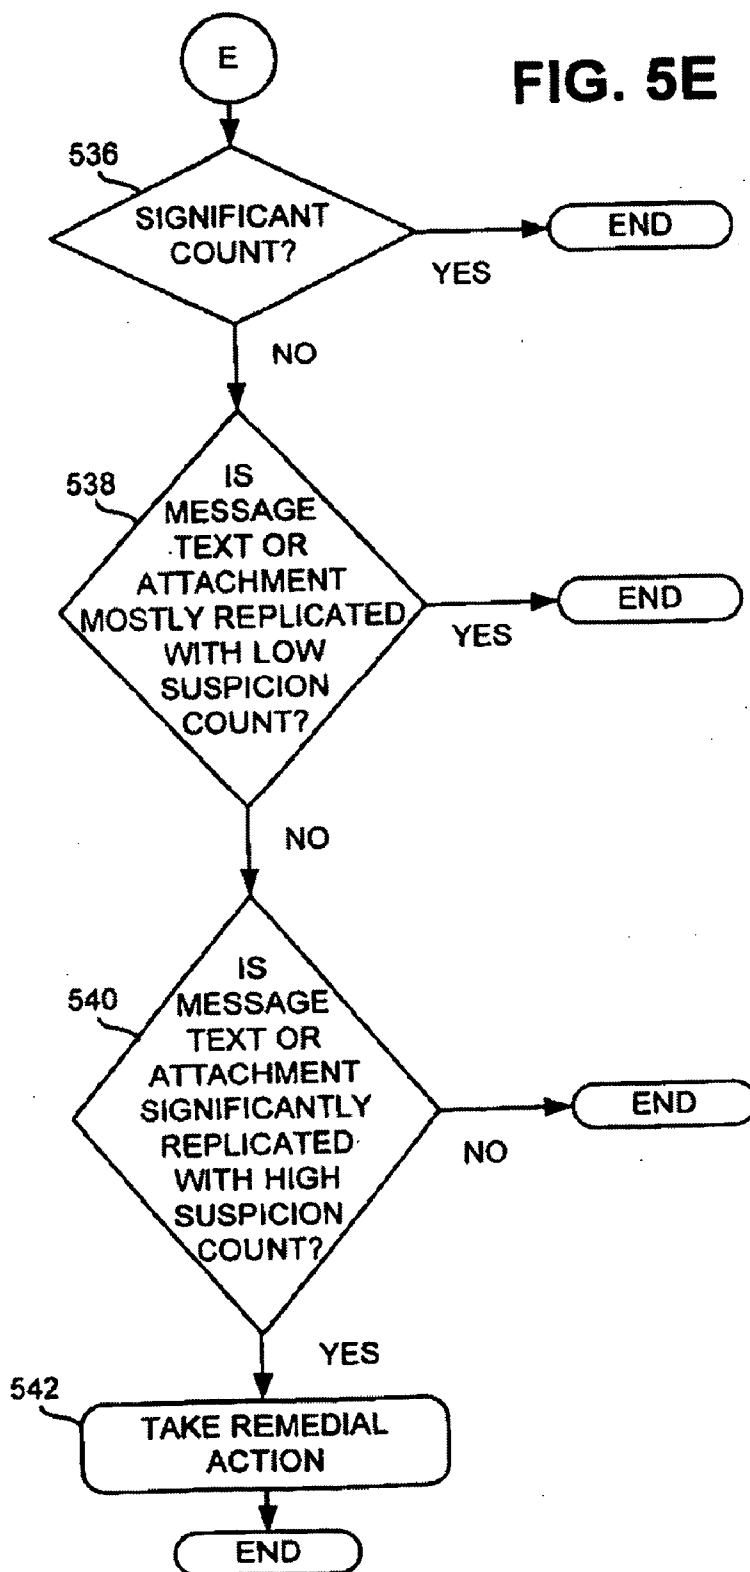 E
FIG. 5E
536
SIGNIFICANT
COUNT?
END
YES
NO
538
IS
MESSAGE
TEXT OR
ATTACHMENT
MOSTLY REPLICATED
WITH LOW
SUSPICION
COUNT?
END
YES
NO
540
IS
MESSAGE
TEXT OR
ATTACHMENT
SIGNIFICANTLY
REPLICATED
WITH HIGH
SUSPICION
COUNT?
END
NO
YES
542
TAKE REMEDIAL
ACTION
END